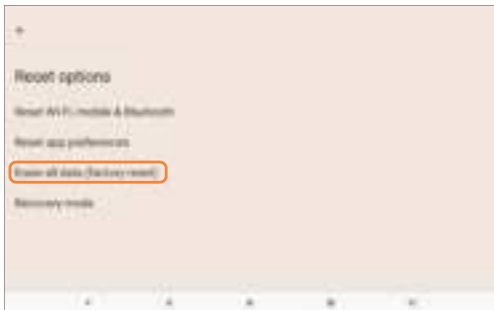 Reset options
Reset Wi-Fi, mobile & Bluetooth
Reset app preferences
Erase all data (factory reset)
Recovery mode